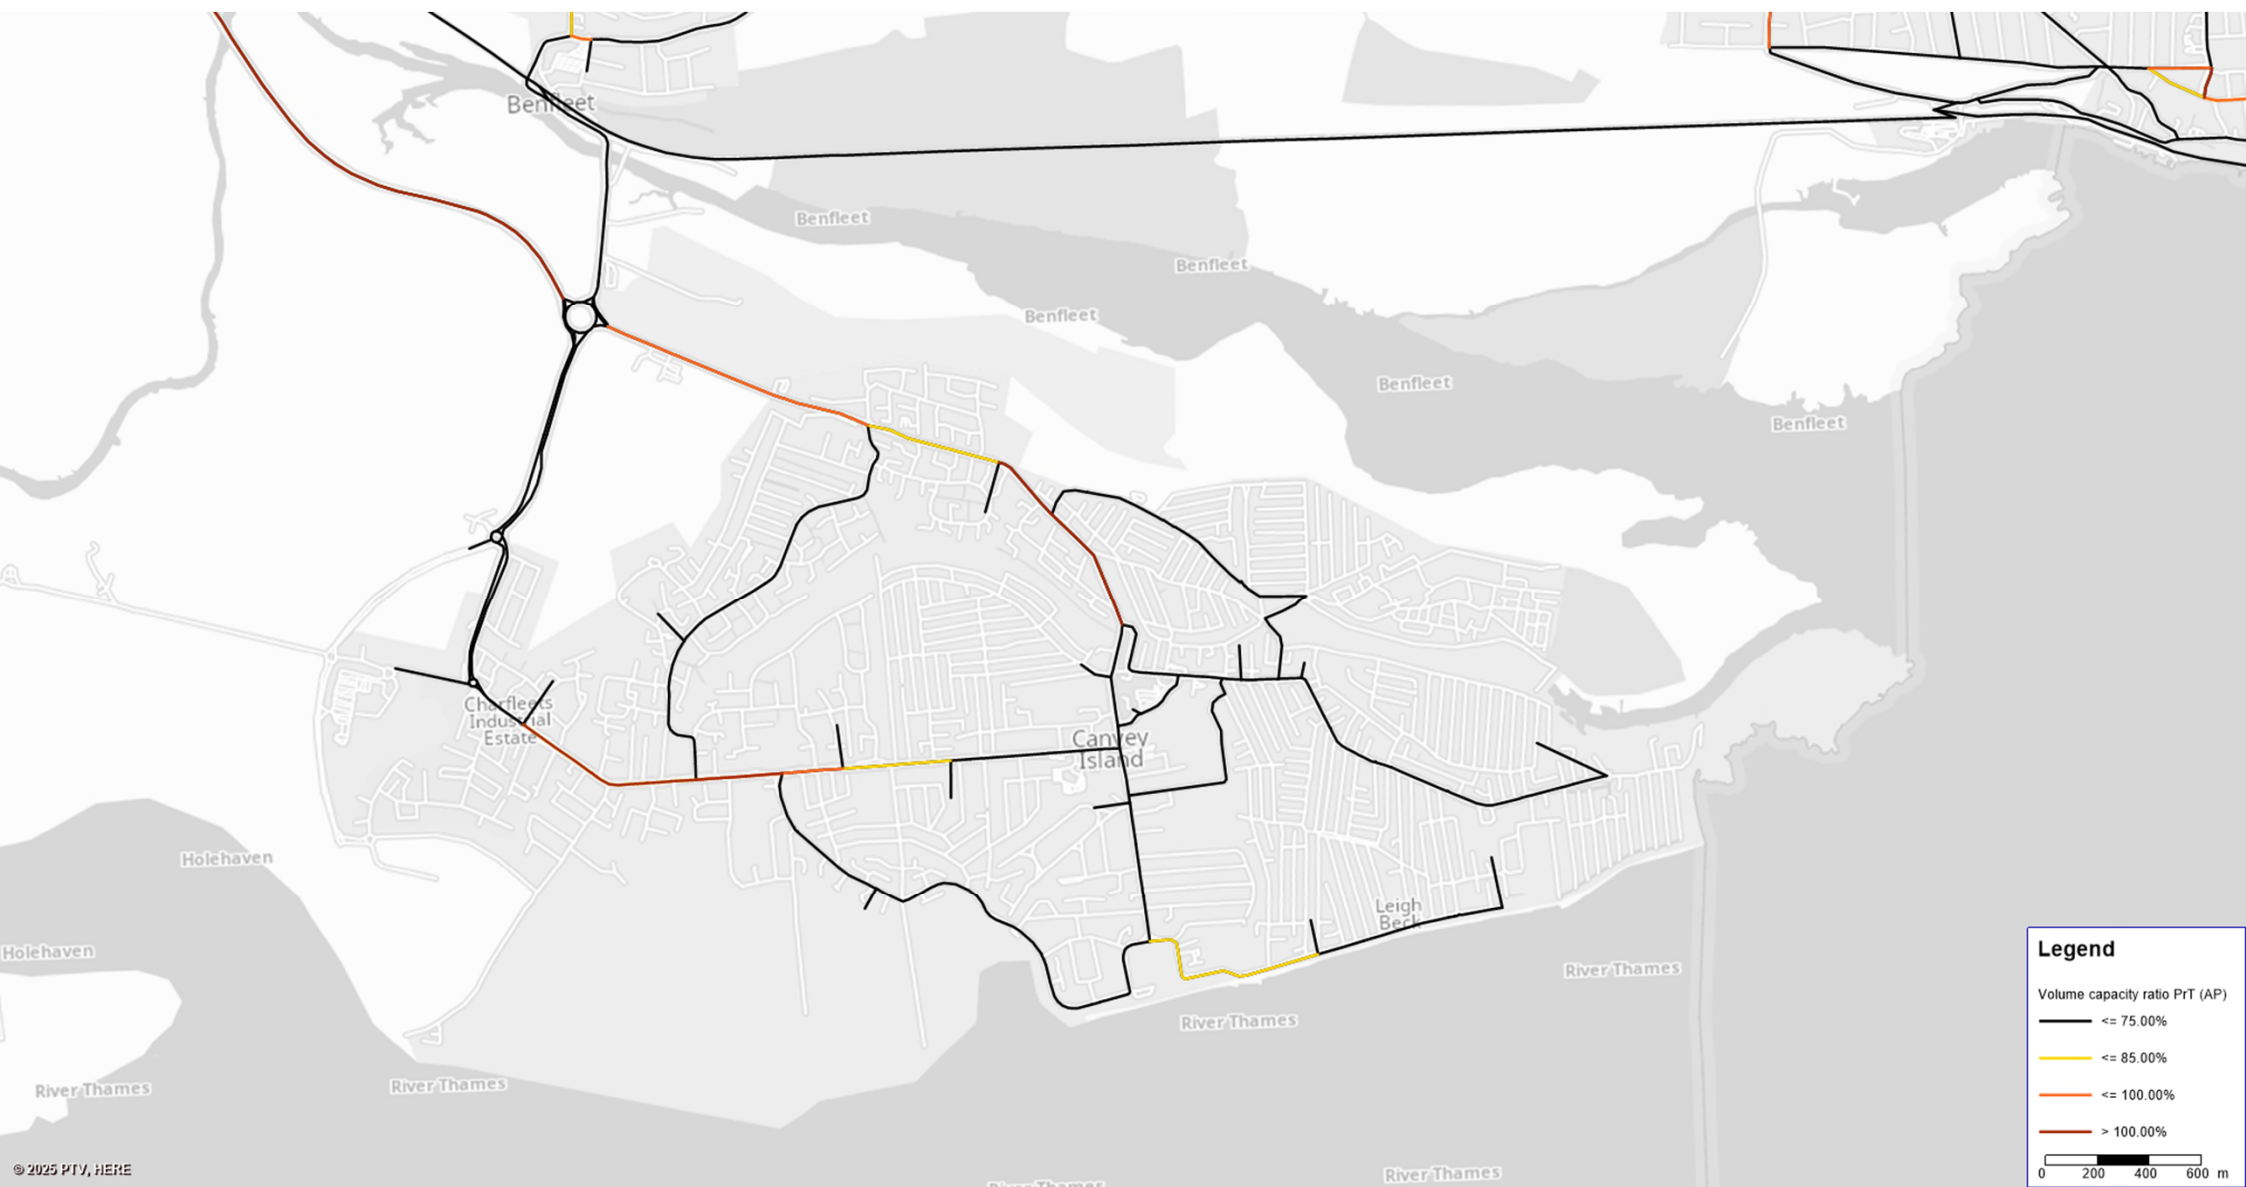 Benfleet
Benfleet
Benfleet
Benfleet
Benfleet
Benfleet
Charfleets
Industrial
Estate
Canvey
Island
Holehaven
Leigh
Beck
Holehaven
River Thames
River Thames
River Thames
River Thames
River Thames
River Thames
Legend
Volume capacity ratio PrT (AP)
<= 75.00%
<= 85.00%
<= 100.00%
> 100.00%
0 200 400 600 m
© 2025 PTV, HERE